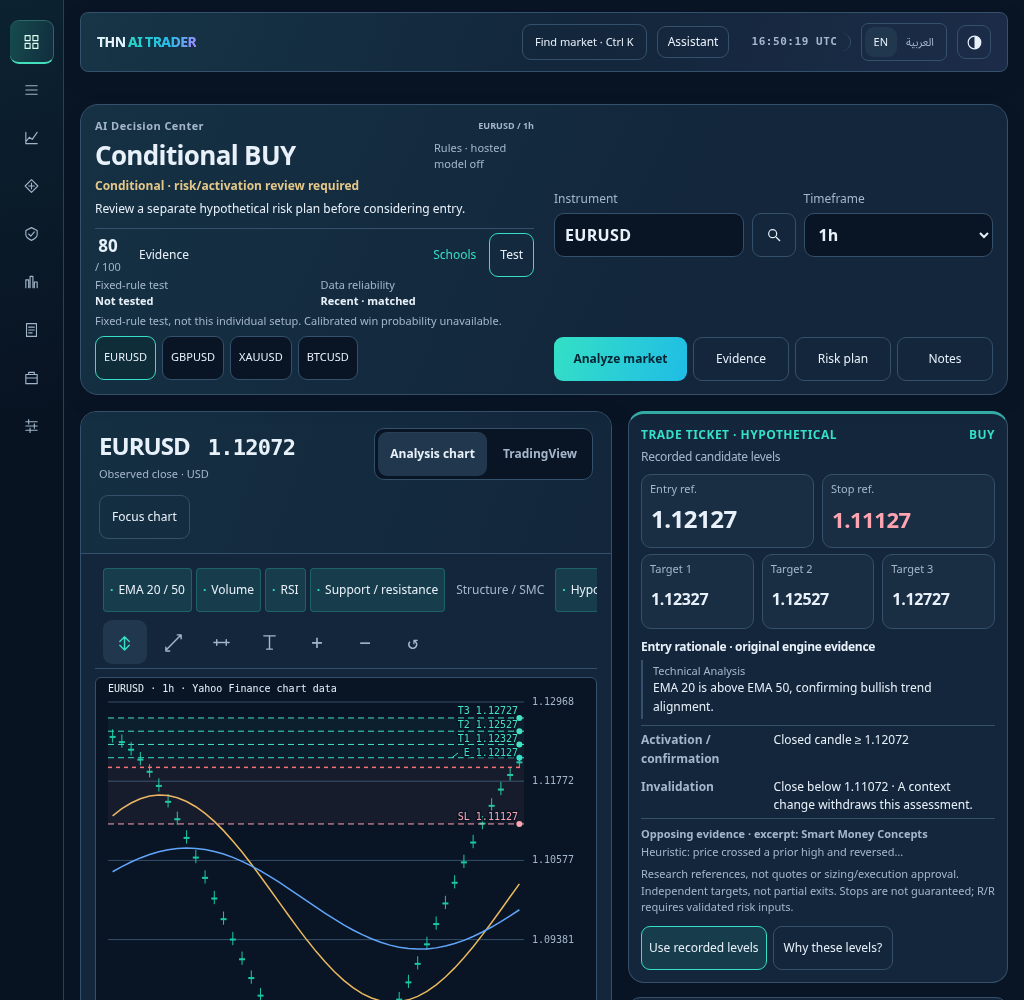 THN AI TRADER
Find market · Ctrl K
Assistant
16:50:19 UTC
EN
العربية
AI Decision Center
EURUSD / 1h
Conditional BUY
Rules · hosted
model off
Conditional · risk/activation review required
Review a separate hypothetical risk plan before considering entry.
80
/ 100
Evidence
Schools
Test
Fixed-rule test
Data reliability
Not tested
Recent · matched
Fixed-rule test, not this individual setup. Calibrated win probability unavailable.
EURUSD
GBPUSD
XAUUSD
BTCUSD
Instrument
Timeframe
EURUSD
1h
Analyze market
Evidence
Risk plan
Notes
EURUSD 1.12072
Observed close · USD
Analysis chart
TradingView
Focus chart
· EMA 20 / 50
· Volume
· RSI
· Support / resistance
Structure / SMC
· Hypo
EURUSD · 1h · Yahoo Finance chart data
1.12968
T3 1.12727
T2 1.12527
T1 1.12327
E 1.12127
1.11772
SL 1.11127
1.10577
1.09381
TRADE TICKET · HYPOTHETICAL
BUY
Recorded candidate levels
Entry ref.
1.12127
Stop ref.
1.11127
Target 1
1.12327
Target 2
1.12527
Target 3
1.12727
Entry rationale · original engine evidence
Technical Analysis
EMA 20 is above EMA 50, confirming bullish trend
alignment.
Activation /
confirmation
Closed candle ≥ 1.12072
Invalidation
Close below 1.11072 · A context
change withdraws this assessment.
Opposing evidence · excerpt: Smart Money Concepts
Heuristic: price crossed a prior high and reversed...
Research references, not quotes or sizing/execution approval.
Independent targets, not partial exits. Stops are not guaranteed; R/R
requires validated risk inputs.
Use recorded levels
Why these levels?